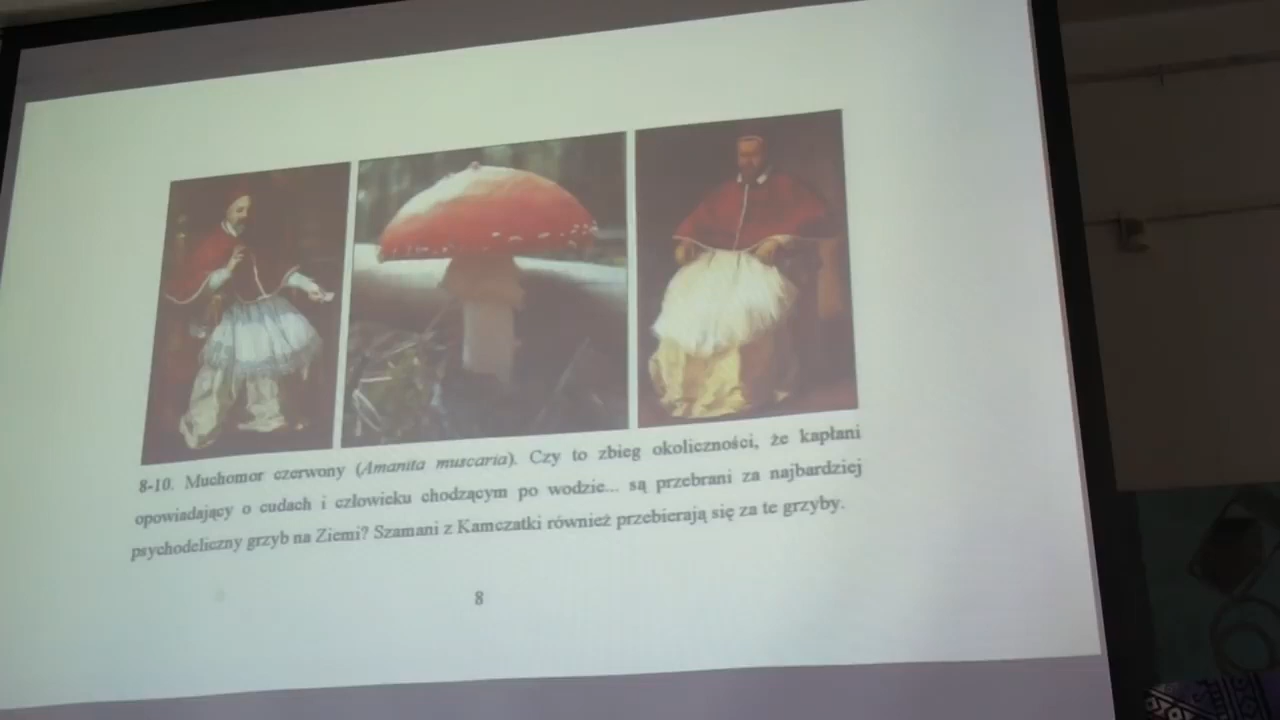 8-10. Muchomor czerwony (Amanita muscaria). Czy to zbieg okoliczności, że kapłani
opowiadający o cudach i człowieku chodzącym po wodzie... są przebrani za najbardziej
psychodeliczny grzyb na Ziemi? Szamani z Kamczatki również przebierają się za te grzyby.
8